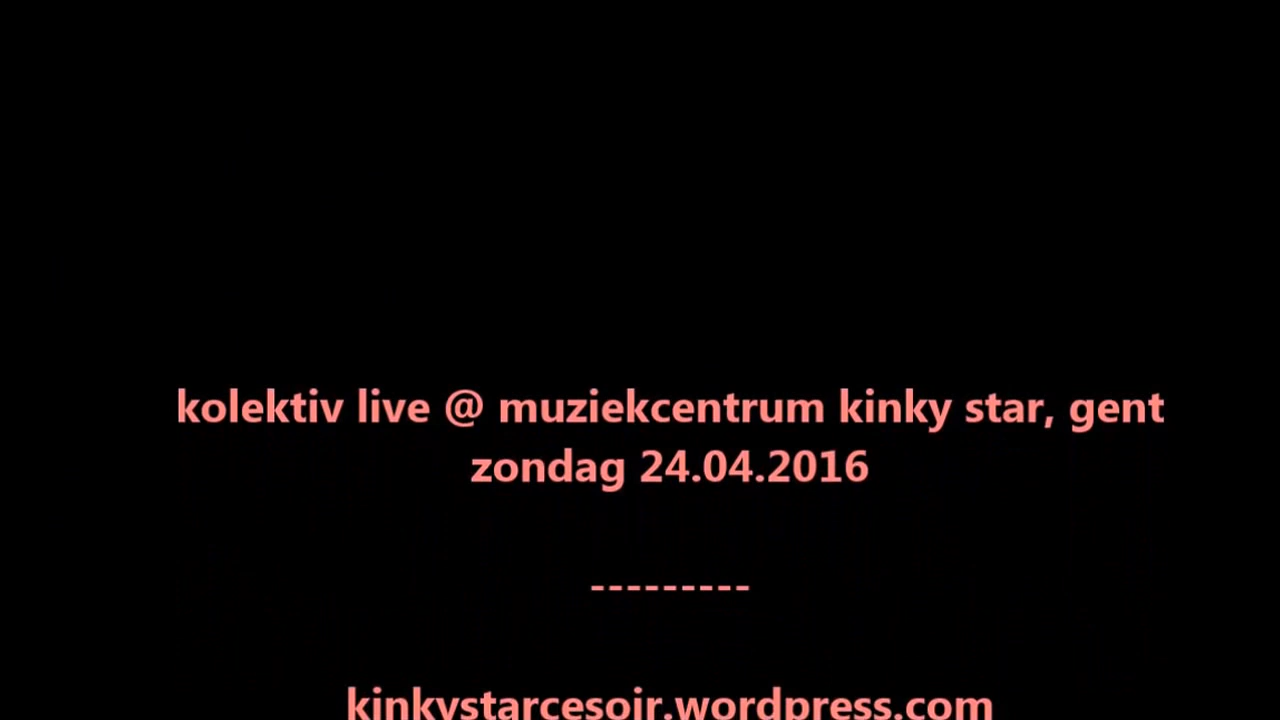 kolektiv live @ muziekcentrum kinky star, gent
zondag 24.04.2016
---------
kinkystarcesoir.wordpress.com